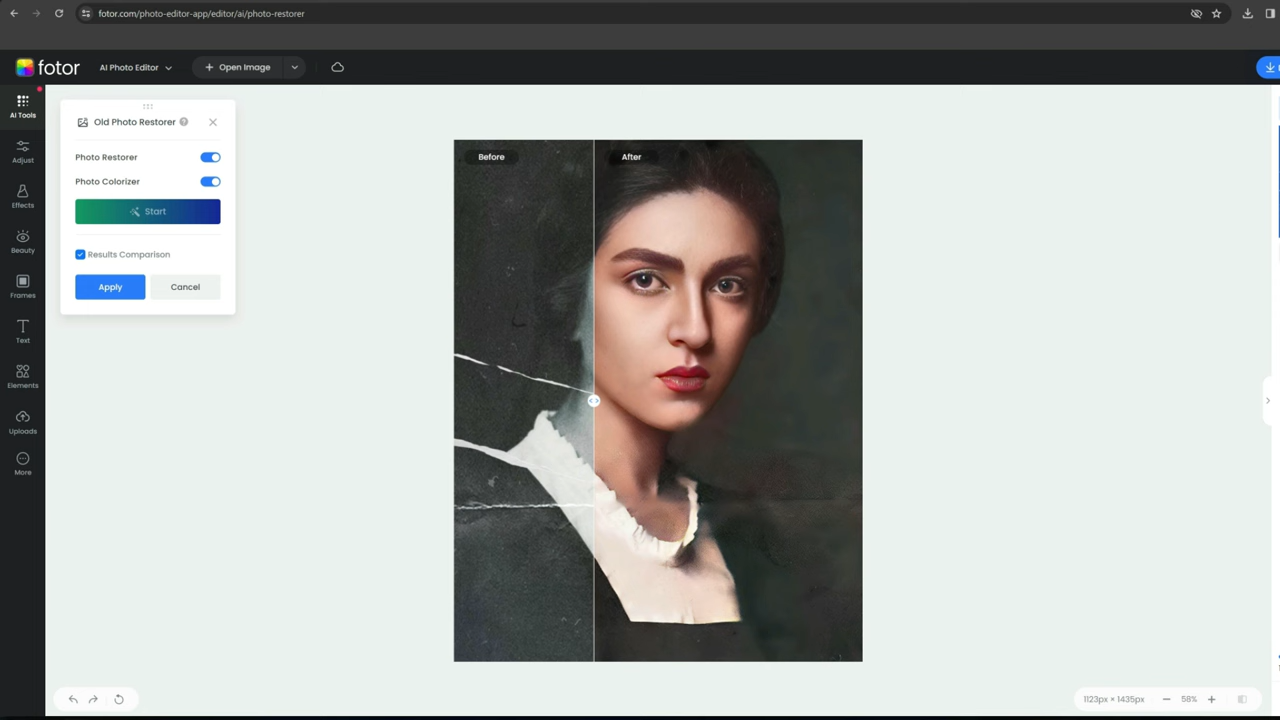 fotor.com/photo-editor-app/editor/ai/photo-restorer
fotor
AI Photo Editor
Open Image
AI Tools
Adjust
Effects
Beauty
Frames
Text
Elements
Uploads
More
Old Photo Restorer
Photo Restorer
Photo Colorizer
Start
Results Comparison
Apply
Cancel
Before
After
1123px × 1435px
58%